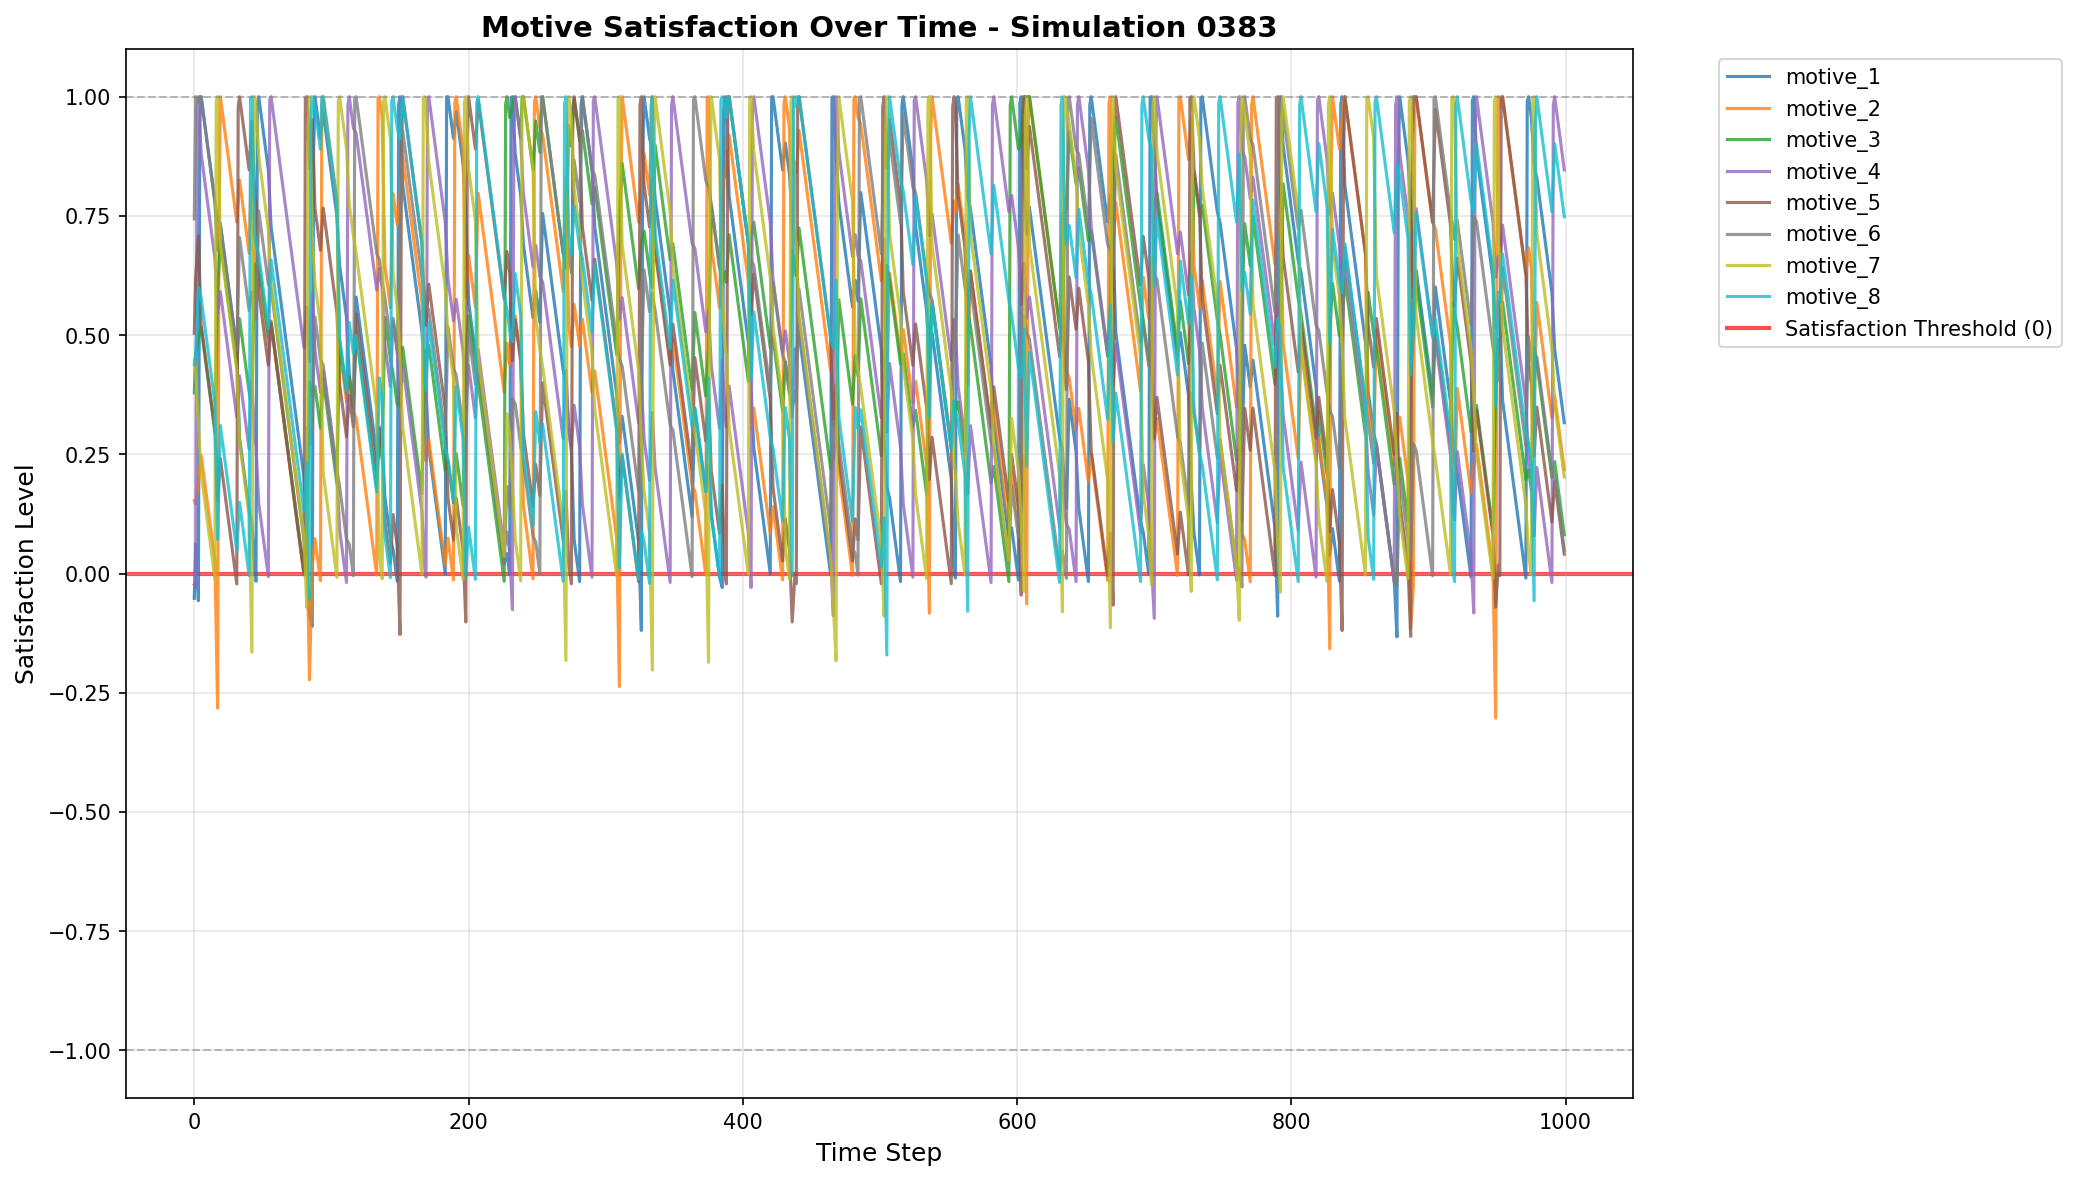 Motive Satisfaction Over Time - Simulation 0383
1.00
0.75
0.50
0.25
0.00
−0.25
−0.50
−0.75
−1.00
Satisfaction Level
0
200
400
600
800
1000
Time Step
motive_1
motive_2
motive_3
motive_4
motive_5
motive_6
motive_7
motive_8
Satisfaction Threshold (0)